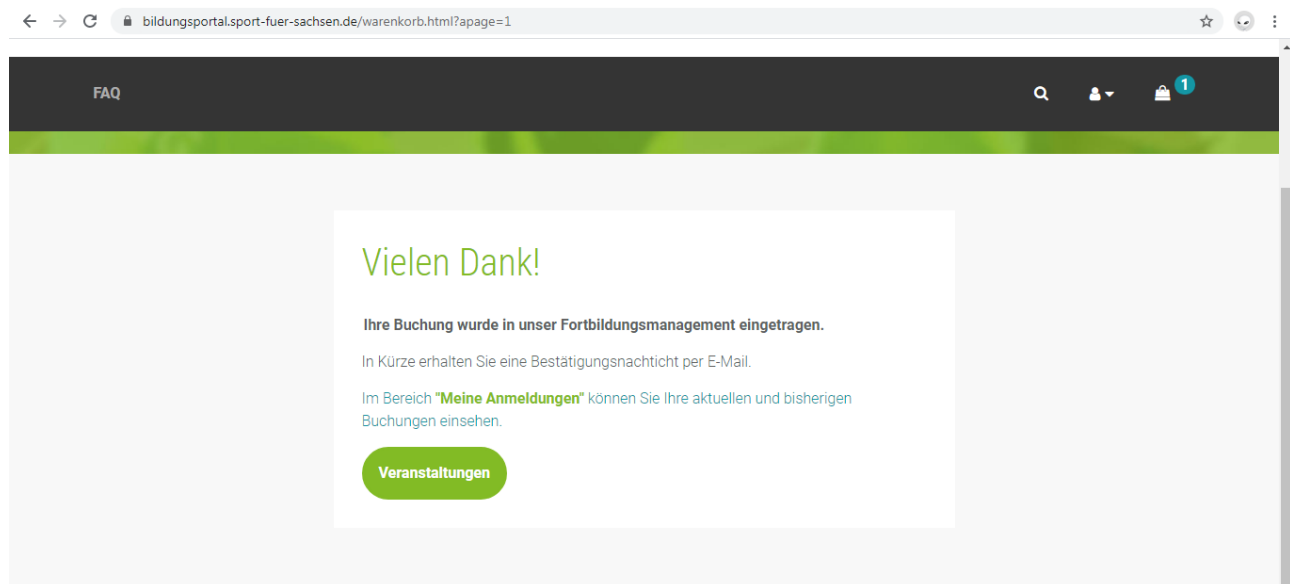 bildungsportal.sport-fuer-sachsen.de/warenkorb.html?apage=1
FAQ
1
Vielen Dank!
Ihre Buchung wurde in unser Fortbildungsmanagement eingetragen.
In Kürze erhalten Sie eine Bestätigungsnachticht per E-Mail.
Im Bereich "Meine Anmeldungen" können Sie Ihre aktuellen und bisherigen
Buchungen einsehen.
Veranstaltungen